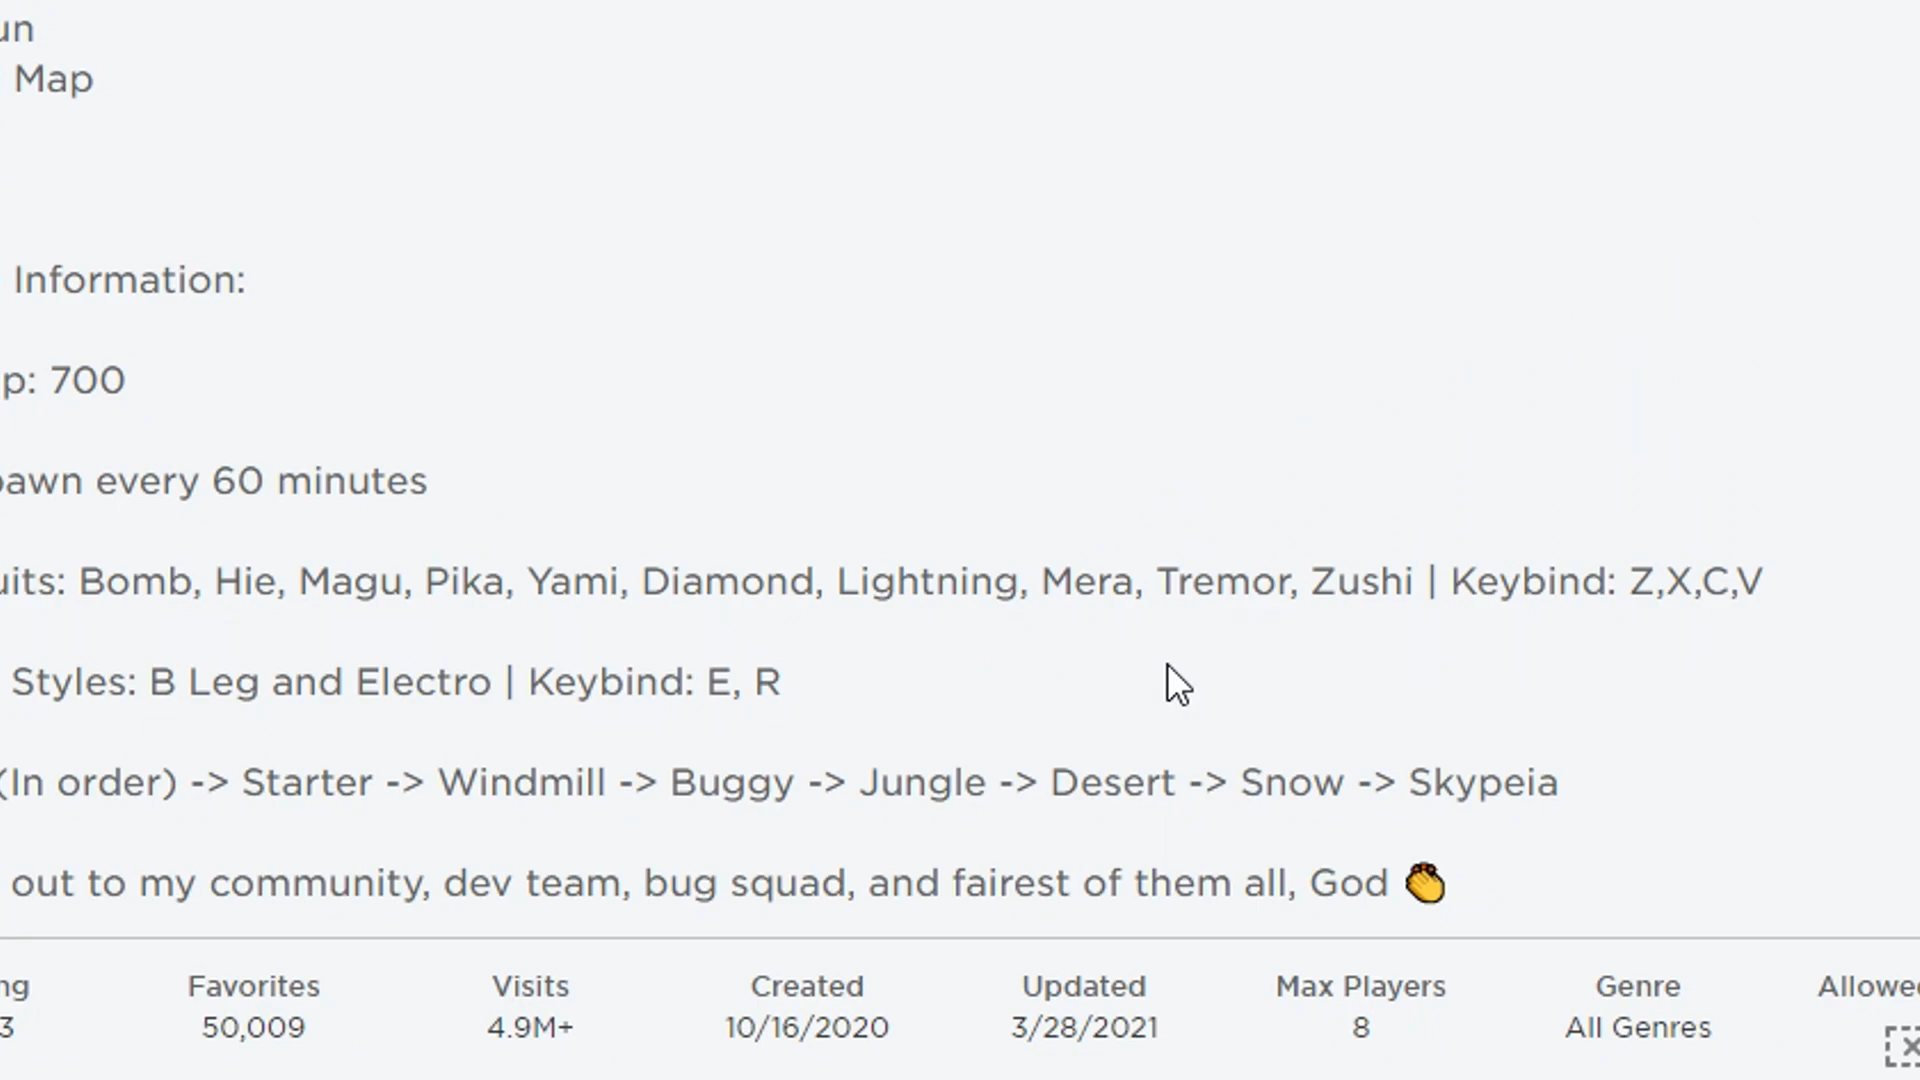 un
Map
Information:
p: 700
pawn every 60 minutes
uits: Bomb, Hie, Magu, Pika, Yami, Diamond, Lightning, Mera, Tremor, Zushi | Keybind: Z,X,C,V
Styles: B Leg and Electro | Keybind: E, R
(In order) -> Starter -> Windmill -> Buggy -> Jungle -> Desert -> Snow -> Skypeia
out to my community, dev team, bug squad, and fairest of them all, God 👏
ng Favorites Visits Created Updated Max Players Genre Allowed
3 50,009 4.9M+ 10/16/2020 3/28/2021 8 All Genres